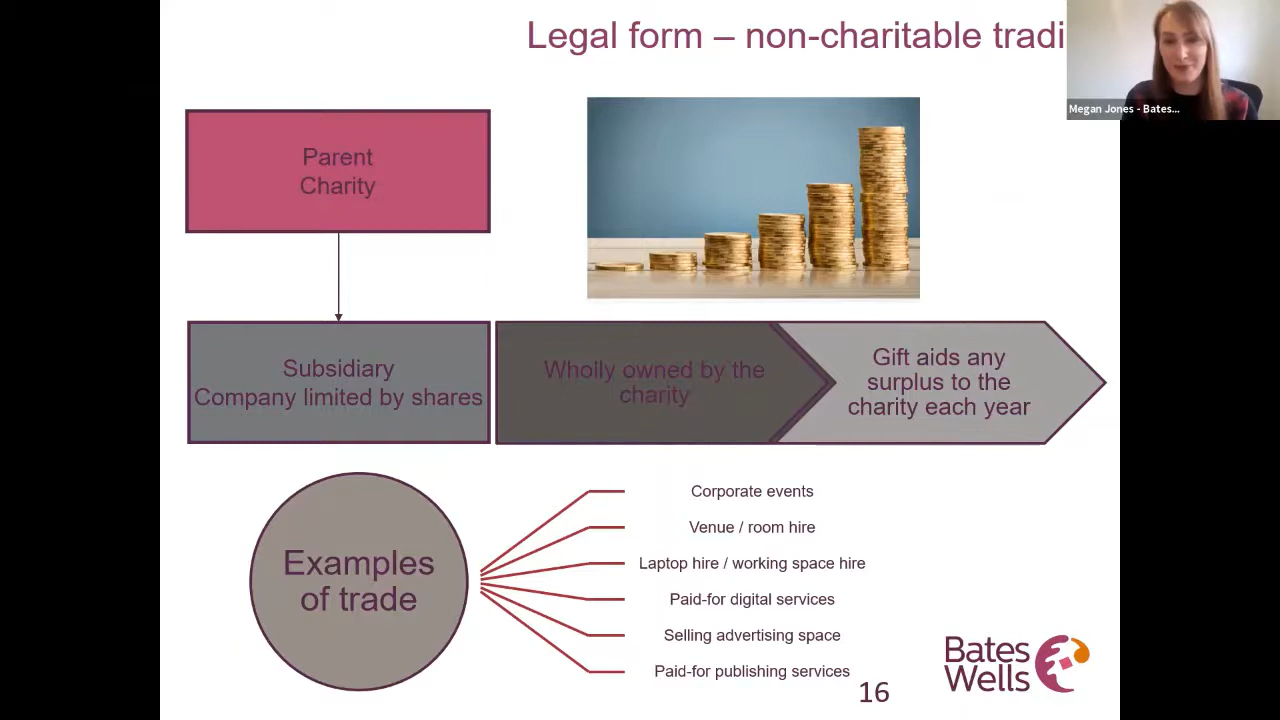 Legal form – non-charitable tradi
Megan Jones - Bates...
Parent
Charity
Subsidiary
Company limited by shares
Wholly owned by the
charity
Gift aids any
surplus to the
charity each year
Examples
of trade
Corporate events
Venue / room hire
Laptop hire / working space hire
Paid-for digital services
Selling advertising space
Paid-for publishing services
16
Bates
Wells